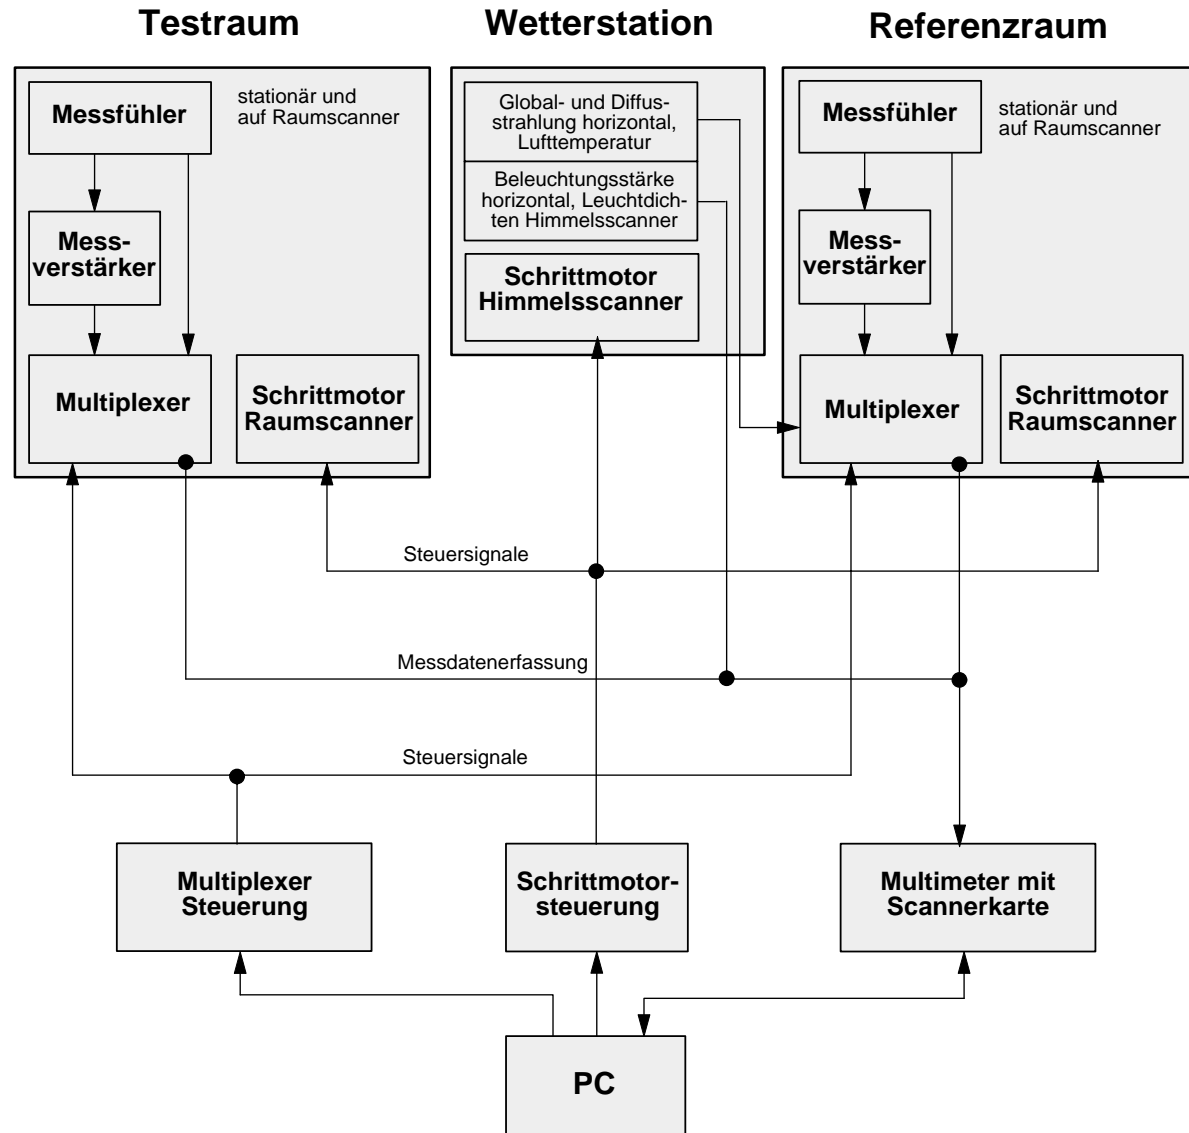 Testraum
Wetterstation
Referenzraum
Messfühler
stationär und
auf Raumscanner
Mess-
verstärker
Multiplexer
Schrittmotor
Raumscanner
Global- und Diffus-
strahlung horizontal,
Lufttemperatur
Beleuchtungsstärke
horizontal, Leuchtdich-
ten Himmelsscanner
Schrittmotor
Himmelsscanner
Messfühler
stationär und
auf Raumscanner
Mess-
verstärker
Multiplexer
Schrittmotor
Raumscanner
Steuersignale
Messdatenerfassung
Steuersignale
Multiplexer
Steuerung
Schrittmotor-
steuerung
Multimeter mit
Scannerkarte
PC